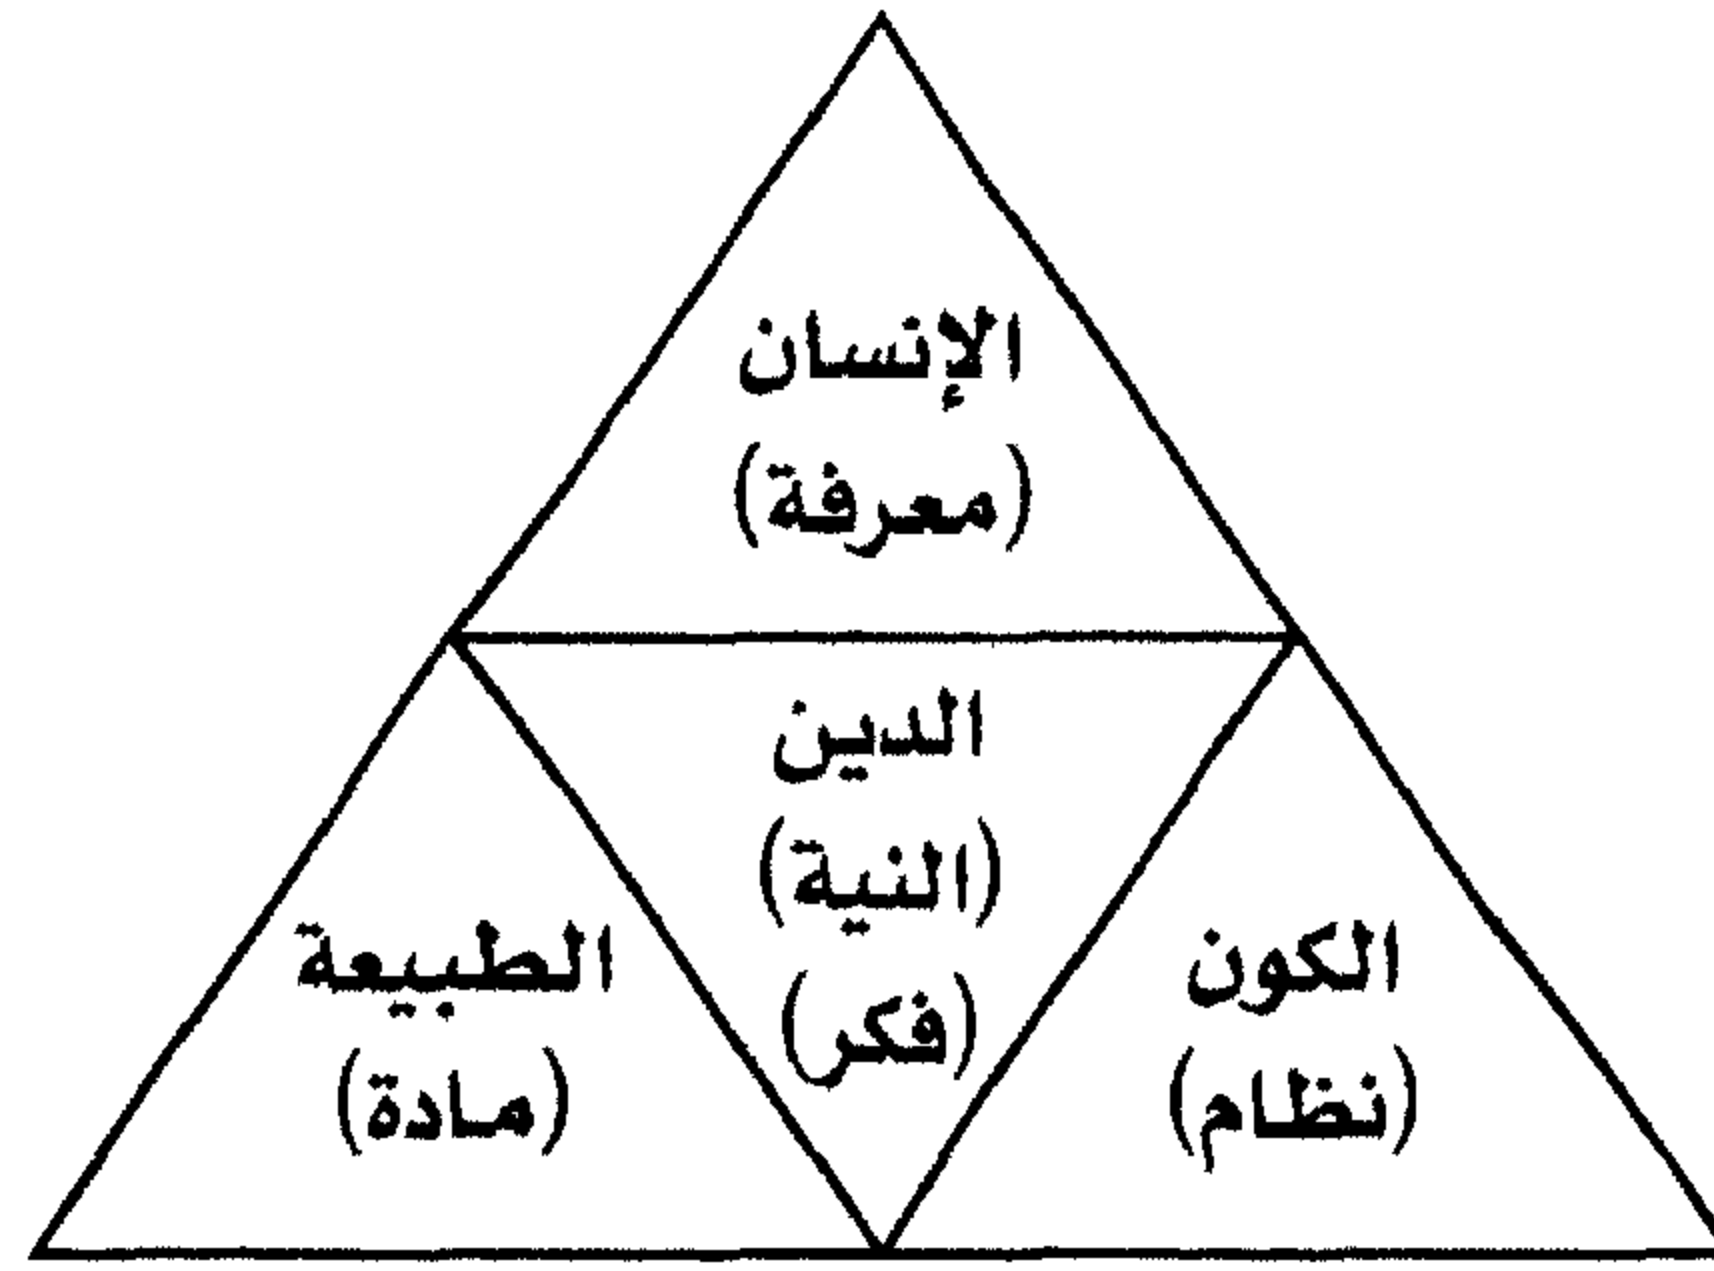 الإنسان
(معرفة)
الدين
(النية)
(فكر)
الكون
(نظام)
الطبيعة
(مادة)